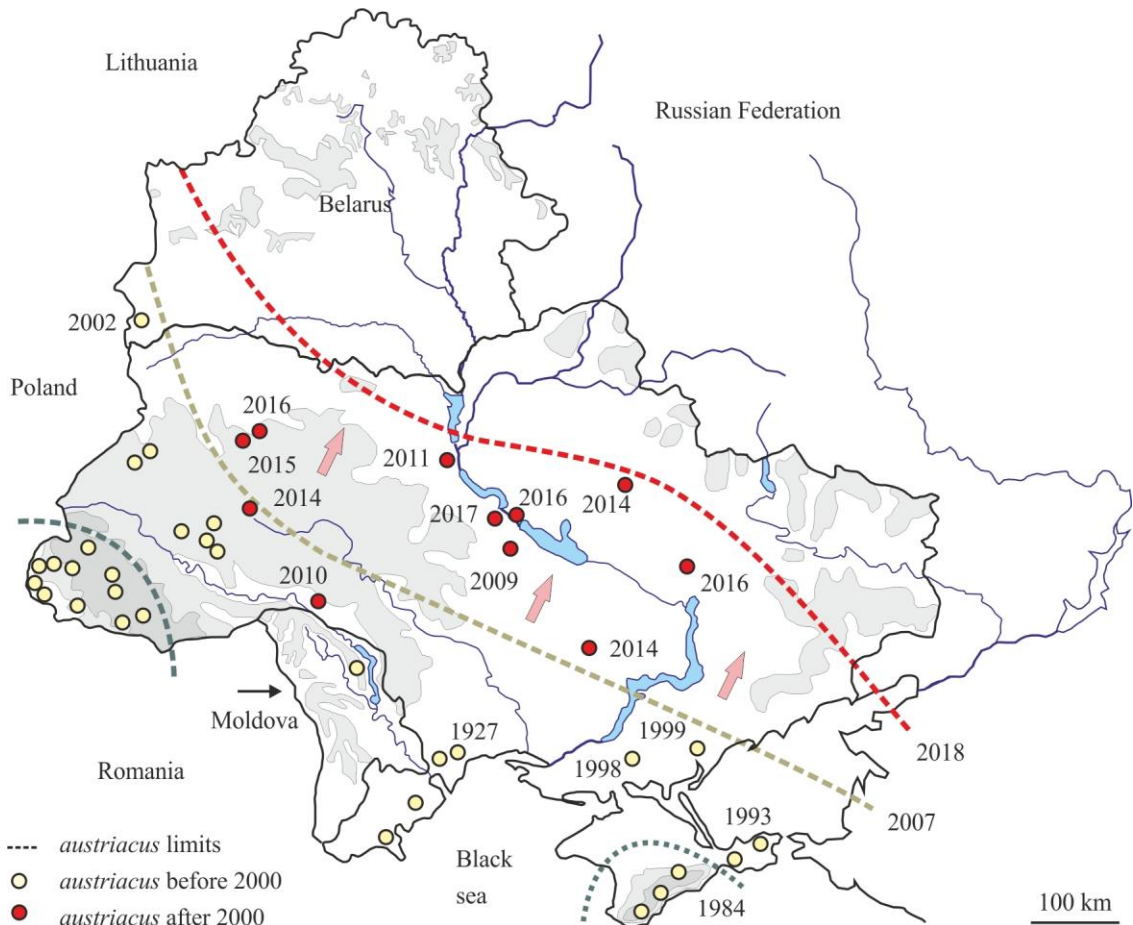 Lithuania
Russian Federation
Belarus
2002
Poland
2016
2015
2011
2014
2016
2014
2017
2009
2016
2010
2014
Moldova
1927
1999
2018
Romania
1998
2007
1993
austriacus limits
Black
sea
austriacus before 2000
1984
100 km
austriacus after 2000